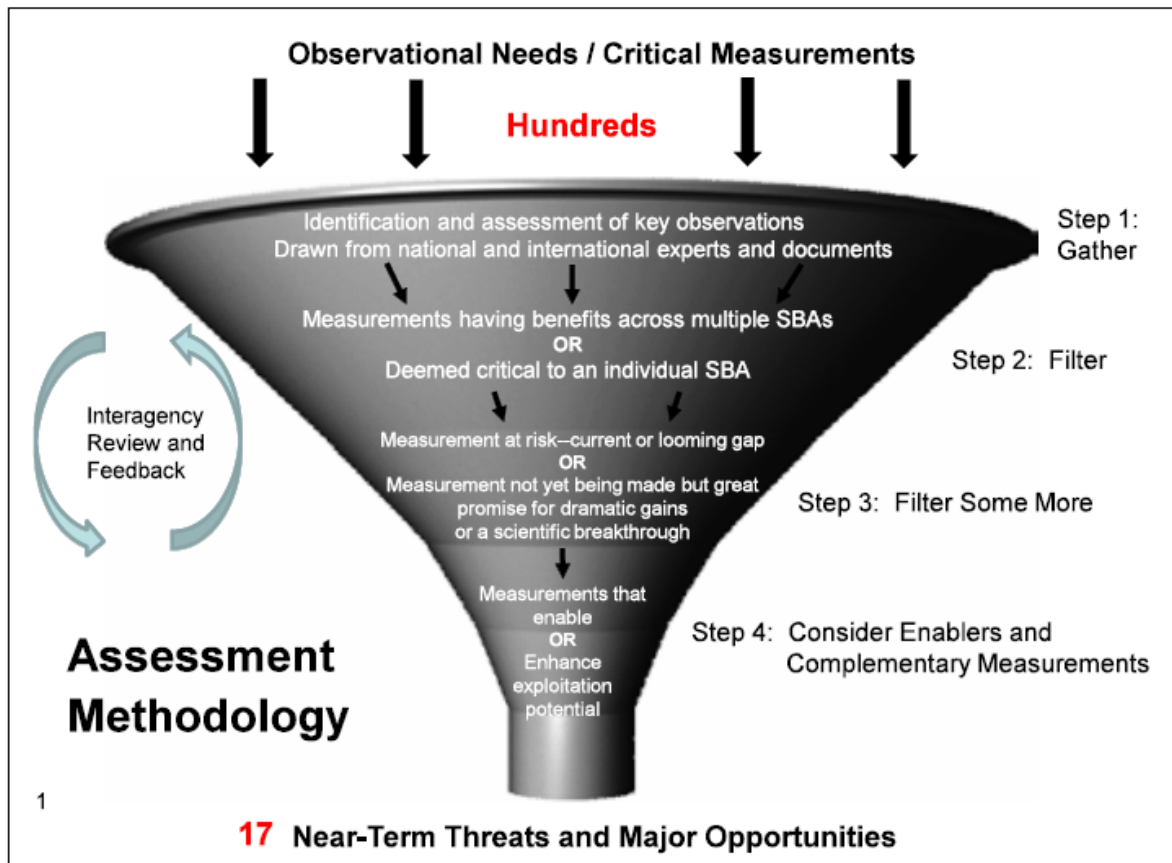 Observational Needs / Critical Measurements
Hundreds
Identification and assessment of key observations
Drawn from national and international experts and documents
Step 1:
Gather
Measurements having benefits across multiple SBAs
OR
Deemed critical to an individual SBA
Step 2: Filter
Interagency
Review and
Feedback
Measurement at risk–current or looming gap
OR
Measurement not yet being made but great
promise for dramatic gains
or a scientific breakthrough
Step 3: Filter Some More
Measurements that
enable
OR
Enhance
exploitation
potential
Step 4: Consider Enablers and
Complementary Measurements
Assessment
Methodology
1
17 Near-Term Threats and Major Opportunities